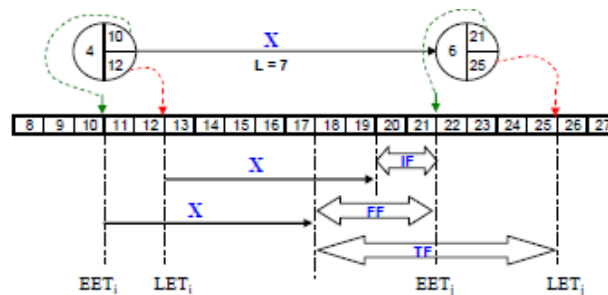 4
10
12
X
L = 7
6
21
25
8 9 10 11 12 13 14 15 16 17 18 19 20 21 22 23 24 25 26 27
X
IF
X
FF
TF
EETi LETi EETj LETj